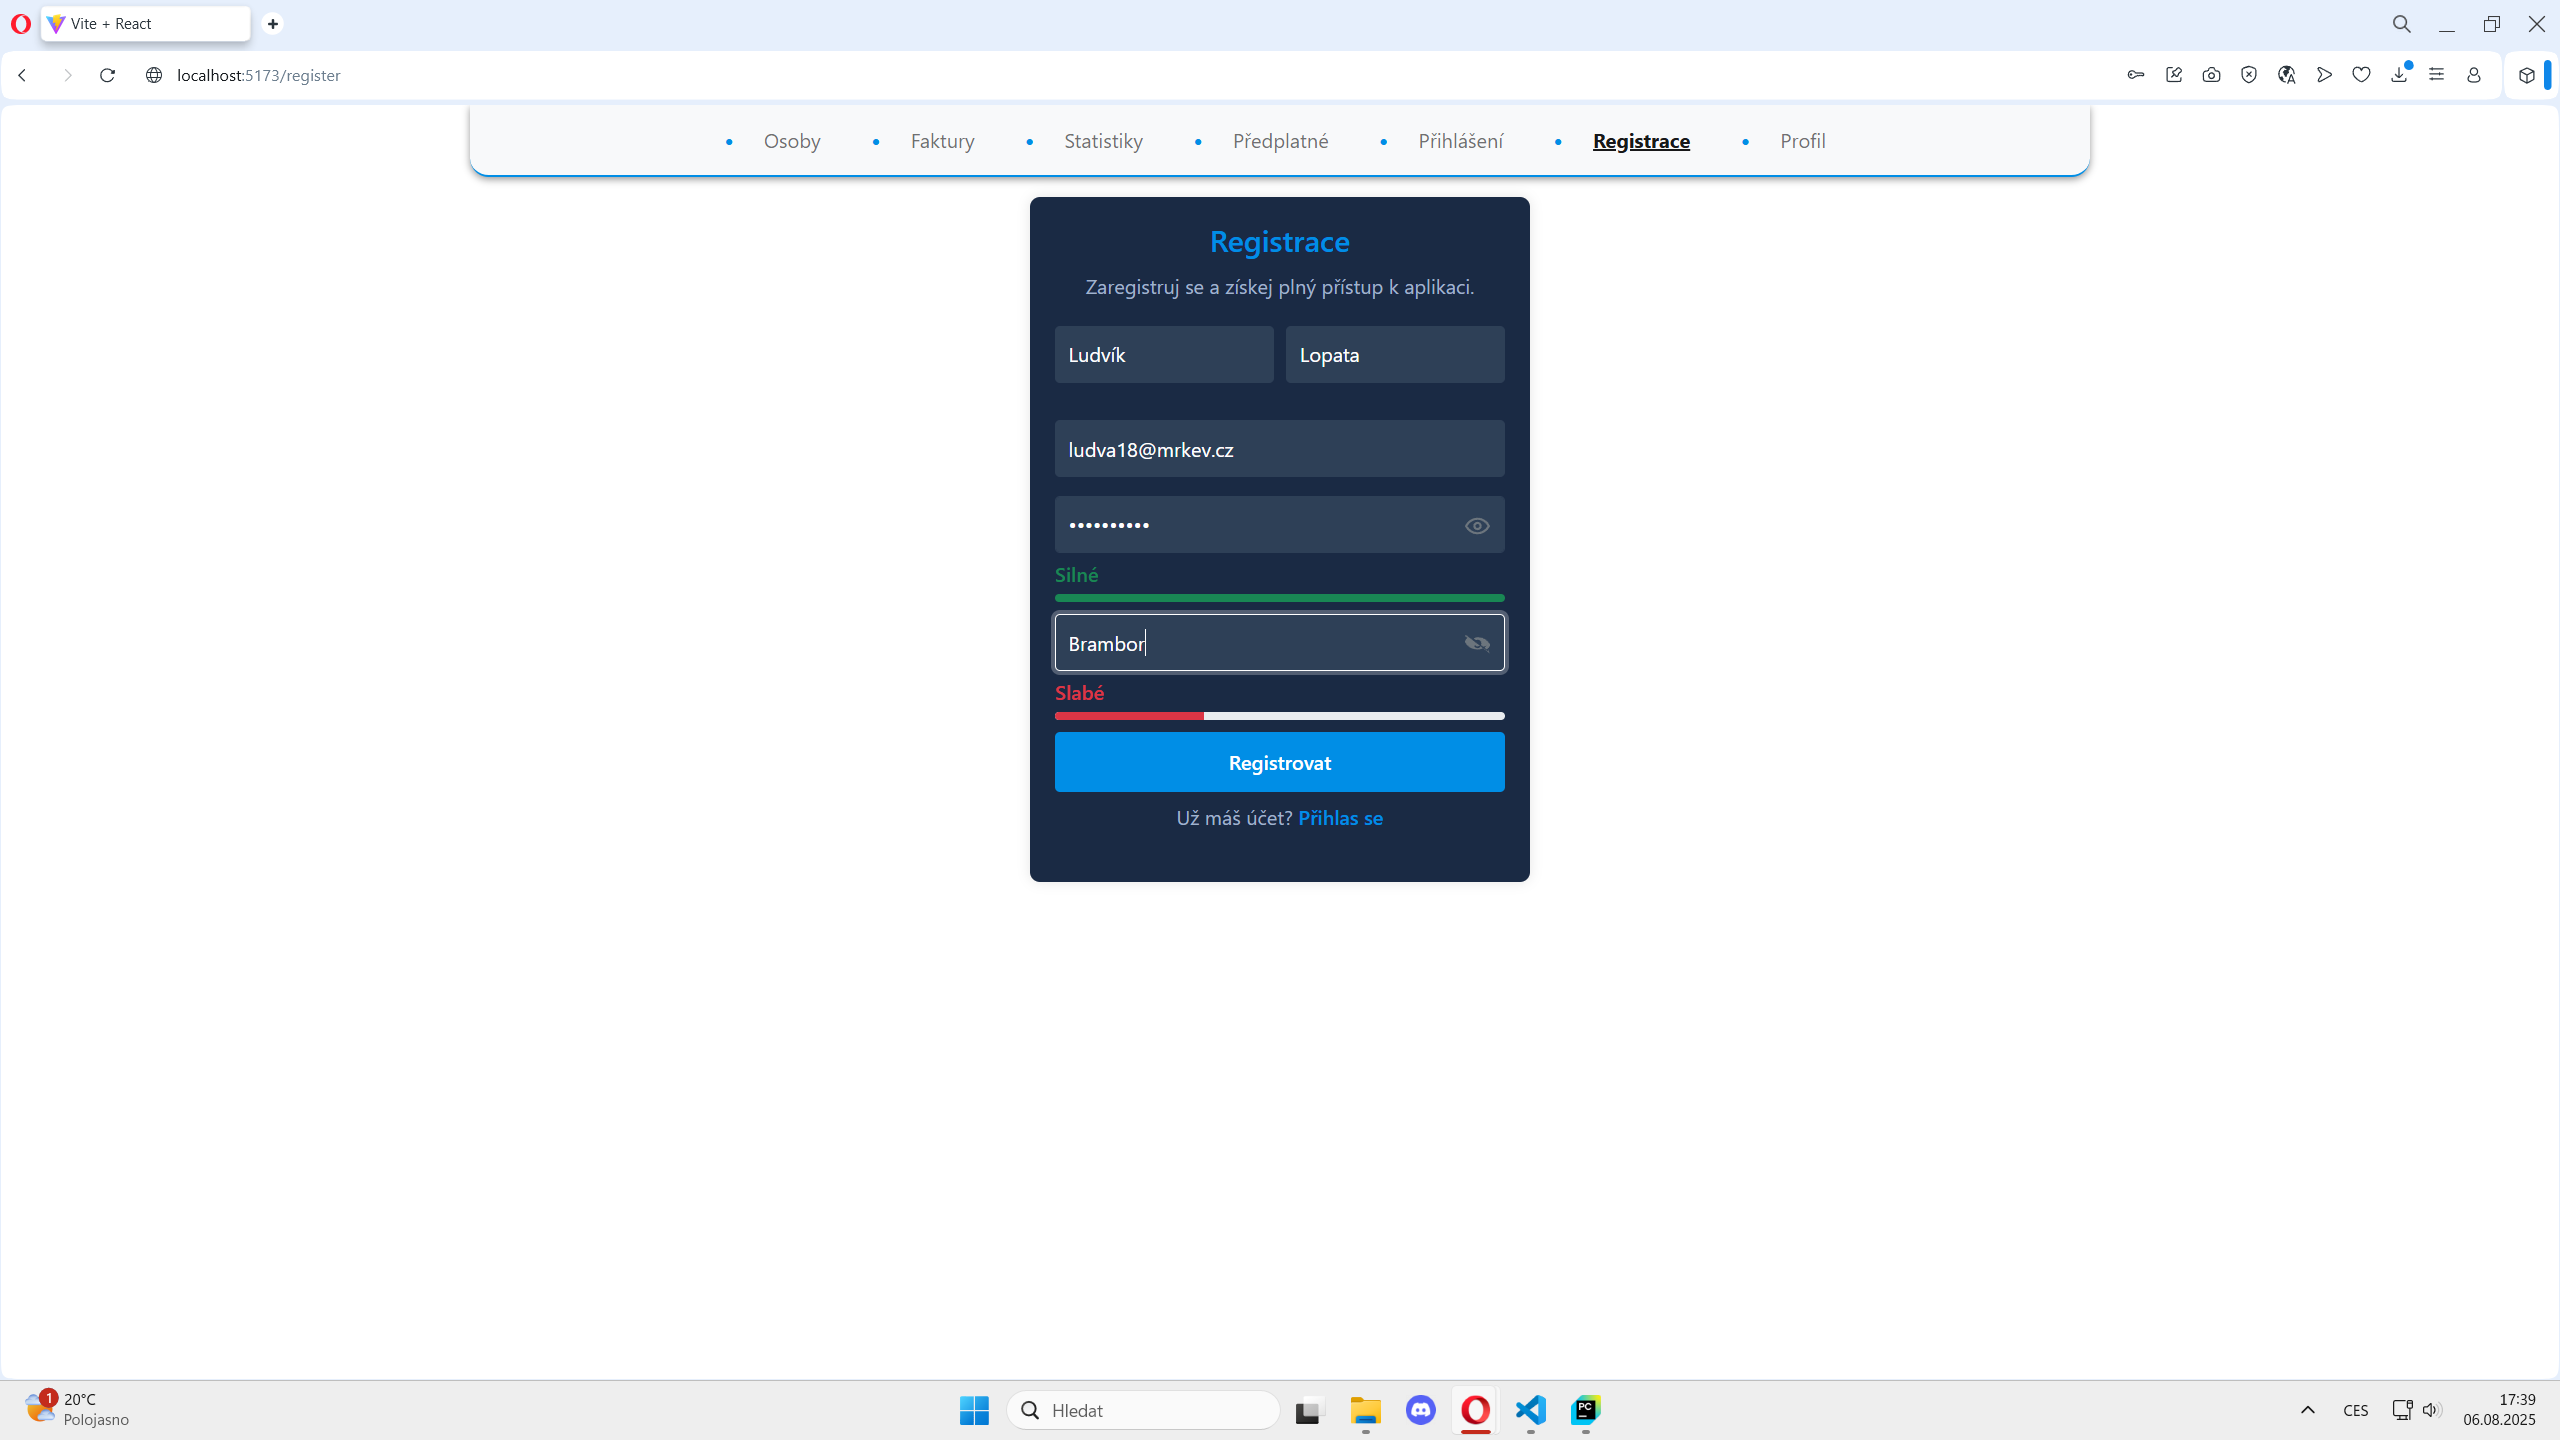 Vite + React
localhost:5173/register
Osoby
Faktury
Statistiky
Předplatné
Přihlášení
Registrace
Profil
Registrace
Zaregistruj se a získej plný přístup k aplikaci.
Ludvík
Lopata
ludva18@mrkev.cz
••••••••••
Silné
Brambor
Slabé
Registrovat
Už máš účet? Přihlas se
1
20°C
Polojasno
Hledat
PC
CES
17:39
06.08.2025